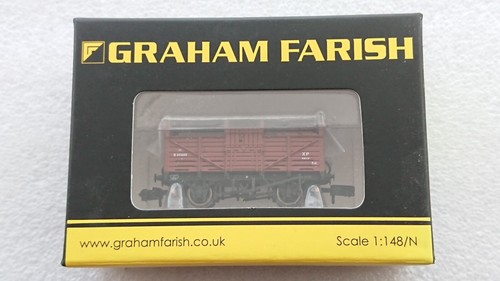 GRAHAM FARISH
www.grahamfarish.co.uk
Scale 1:148/N